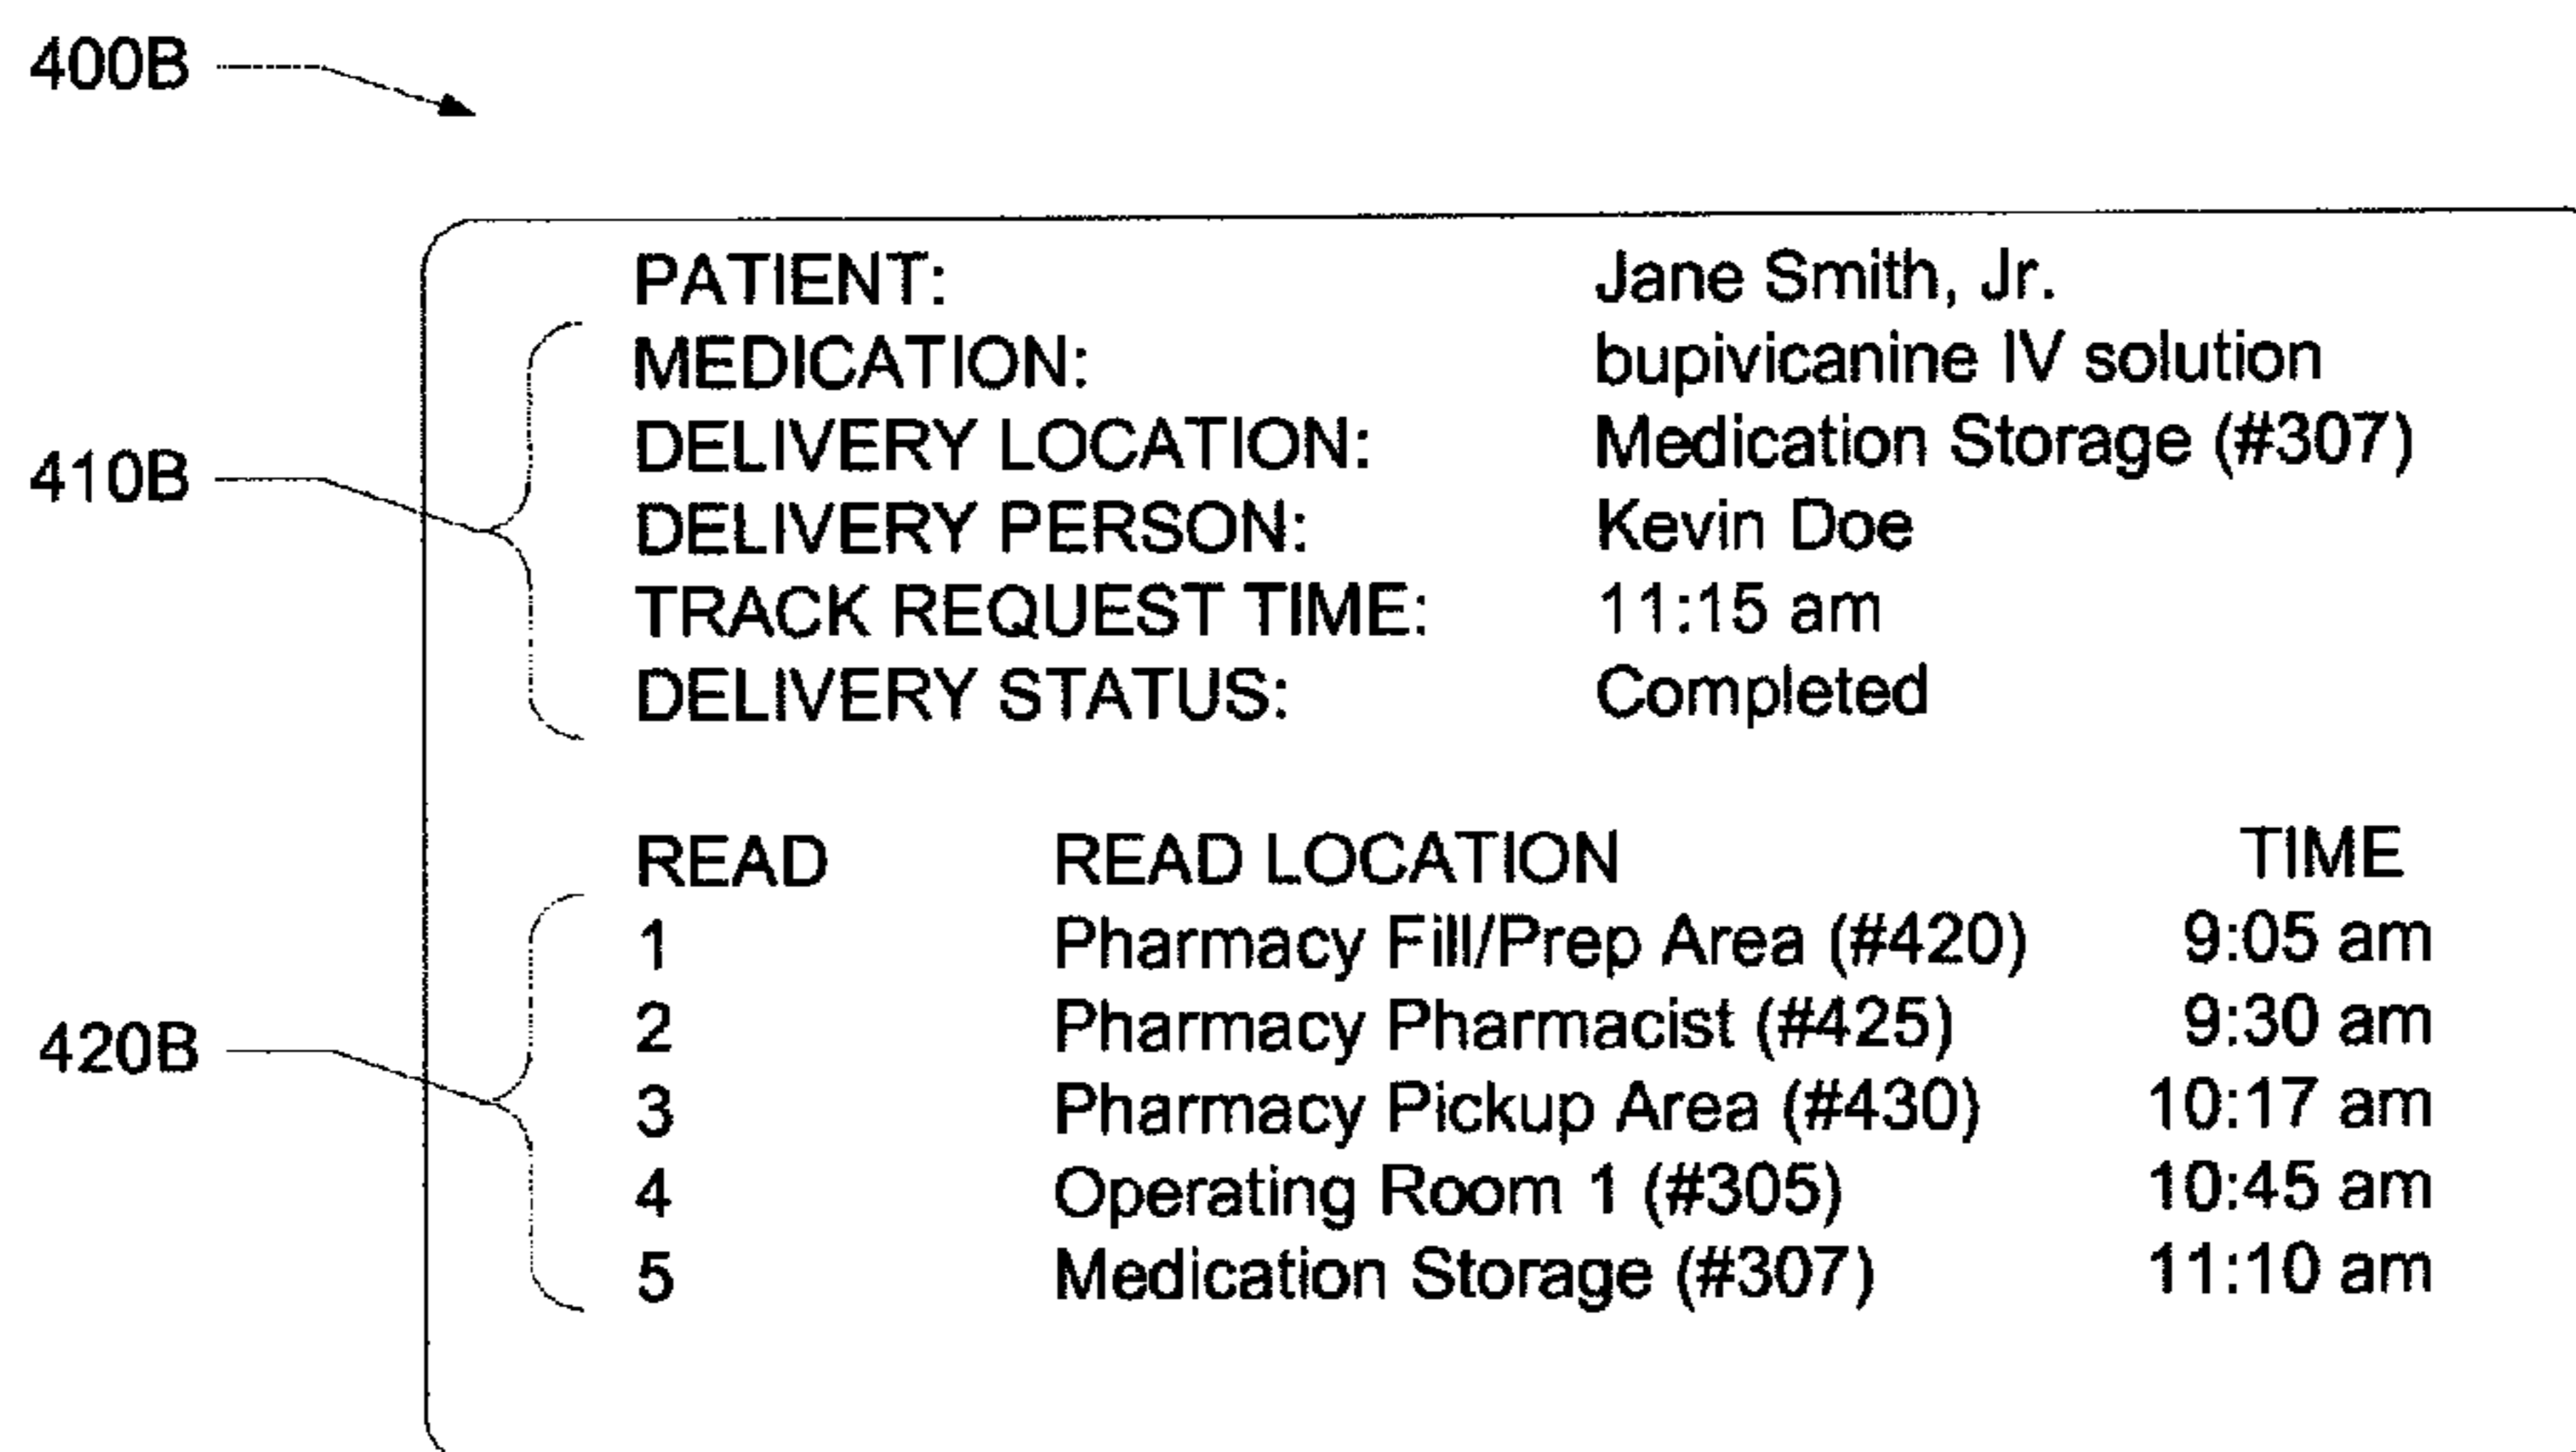 400B
PATIENT: Jane Smith, Jr.
MEDICATION: bupivicanine IV solution
DELIVERY LOCATION: Medication Storage (#307)
410B
DELIVERY PERSON: Kevin Doe
TRACK REQUEST TIME: 11:15 am
DELIVERY STATUS: Completed
READ READ LOCATION TIME
1 Pharmacy Fill/Prep Area (#420) 9:05 am
2 Pharmacy Pharmacist (#425) 9:30 am
420B
3 Pharmacy Pickup Area (#430) 10:17 am
4 Operating Room 1 (#305) 10:45 am
5 Medication Storage (#307) 11:10 am